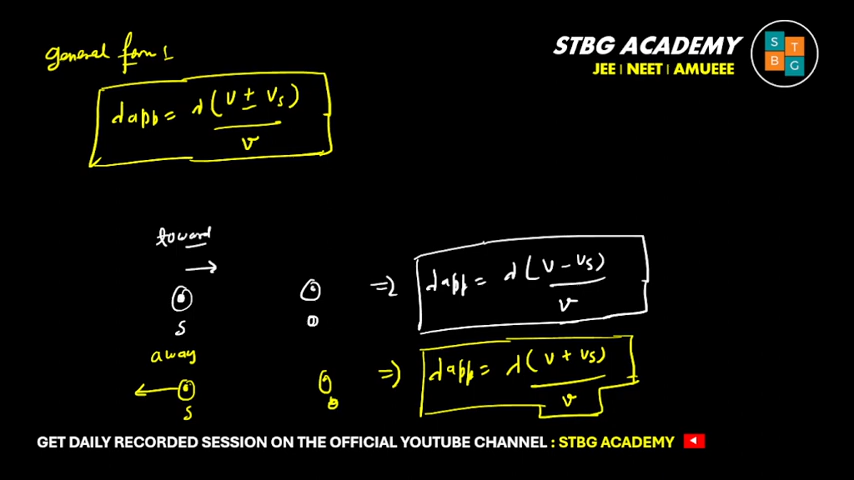 general form 1
STBG ACADEMY
JEE | NEET | AMUEEE
S T
B G
λapp = λ(v ± vs)/v
toward
S O
⇒ λapp = λ(v - vs)/v
away
S O
⇒ λapp = λ(v + vs)/v
GET DAILY RECORDED SESSION ON THE OFFICIAL YOUTUBE CHANNEL : STBG ACADEMY